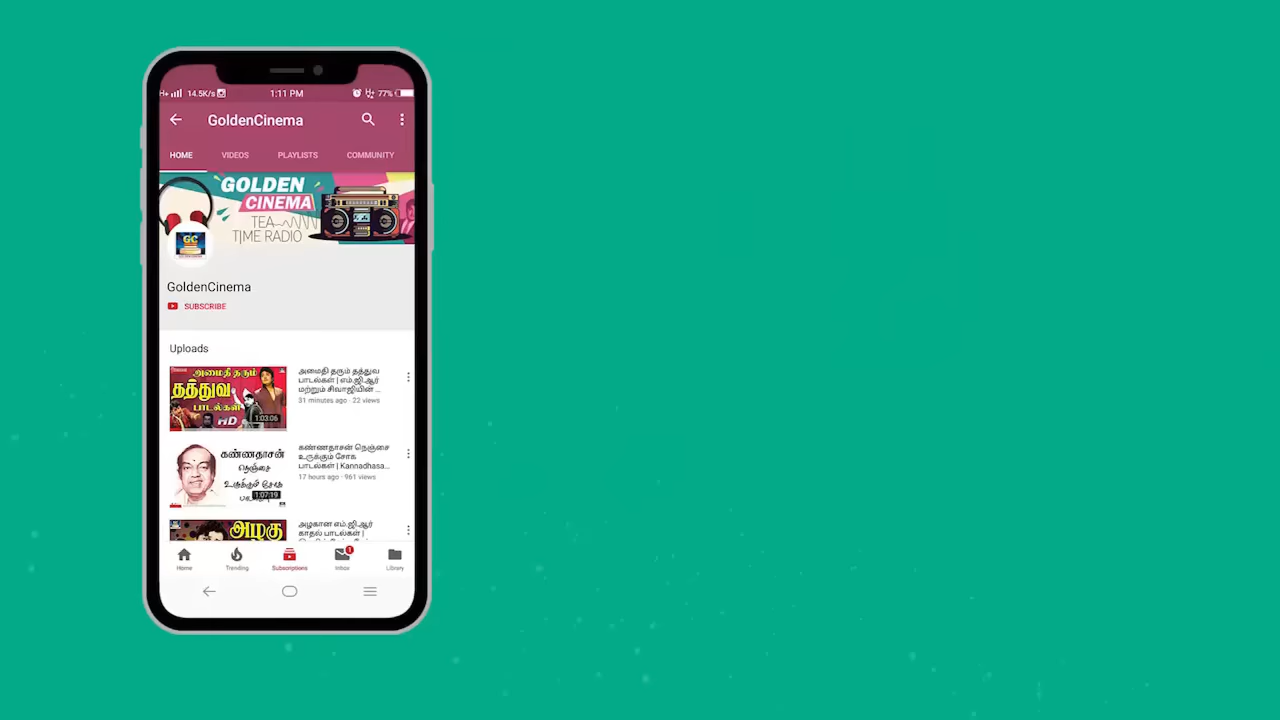 H+ 14.5K/s 1:11 PM 77%
GoldenCinema
HOME VIDEOS PLAYLISTS COMMUNITY
GOLDEN
CINEMA
TEA
TIME RADIO
GC
GoldenCinema
SUBSCRIBE
Uploads
அமைதி தரும்
தத்துவ
பாடல்கள்
HD
1:03:06
அமைதி தரும் தத்துவ
பாடல்கள் | எம்.ஜி.ஆர்
மற்றும் சிவாஜியின் ...
31 minutes ago · 22 views
கண்ணதாசன்
நெஞ்சை
உருக்கும் சோக
1:07:19
கண்ணதாசன் நெஞ்சை
உருக்கும் சோக
பாடல்கள் | Kannadhasa...
17 hours ago · 961 views
அழகு
அழகான எம்.ஜி.ஆர்
காதல் பாடல்கள் |
1
Home Trending Subscriptions Inbox Library